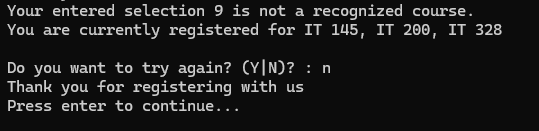 Your entered selection 9 is not a recognized course.
You are currently registered for IT 145, IT 200, IT 328
Do you want to try again? (Y|N)? : n
Thank you for registering with us
Press enter to continue...